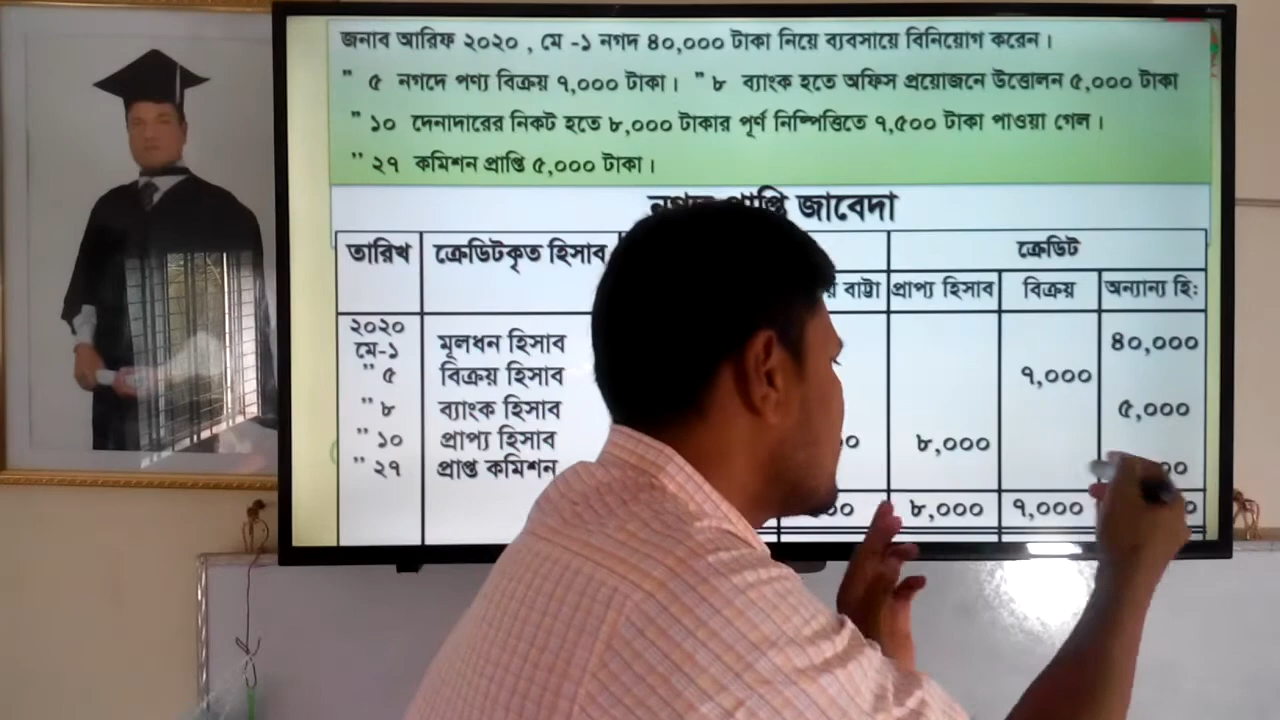 জনাব আরিফ ২০২০ , মে -১ নগদ ৪০,০০০ টাকা নিয়ে ব্যবসায়ে বিনিয়োগ করেন।
" ৫ নগদে পণ্য বিক্রয় ৭,০০০ টাকা। " ৮ ব্যাংক হতে অফিস প্রয়োজনে উত্তোলন ৫,০০০ টাকা
" ১০ দেনাদারের নিকট হতে ৮,০০০ টাকার পূর্ণ নিষ্পিত্তিতে ৭,৫০০ টাকা পাওয়া গেল।
" ২৭ কমিশন প্রাপ্তি ৫,০০০ টাকা।
নগদ প্রাপ্তি জাবেদা
তারিখ ক্রেডিটকৃত হিসাব ক্রেডিট
বাট্টা প্রাপ্য হিসাব বিক্রয় অন্যান্য হি:
২০২০
মে-১ মূলধন হিসাব ৪০,০০০
" ৫ বিক্রয় হিসাব ৭,০০০
" ৮ ব্যাংক হিসাব ৫,০০০
" ১০ প্রাপ্য হিসাব ৮,০০০
" ২৭ প্রাপ্ত কমিশন
৮,০০০ ৭,০০০